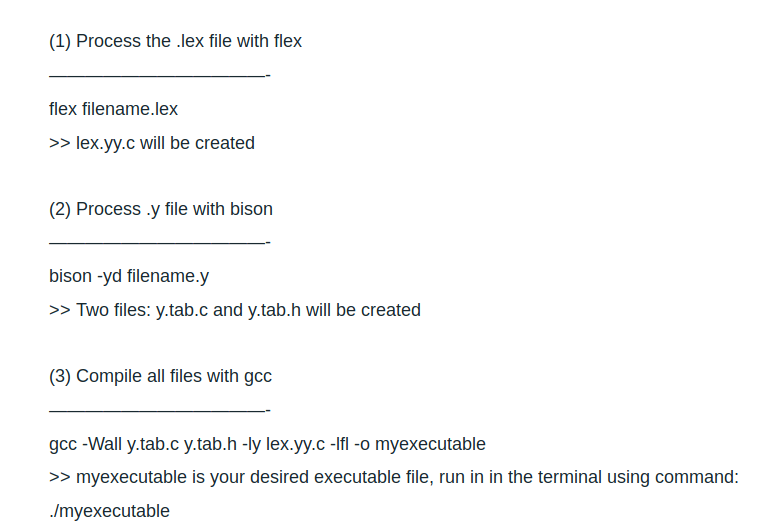 (1) Process the .lex file with flex
————————————-
flex filename.lex
>> lex.yy.c will be created
(2) Process .y file with bison
————————————-
bison -yd filename.y
>> Two files: y.tab.c and y.tab.h will be created
(3) Compile all files with gcc
————————————-
gcc -Wall y.tab.c y.tab.h -ly lex.yy.c -lfl -o myexecutable
>> myexecutable is your desired executable file, run in in the terminal using command:
./myexecutable